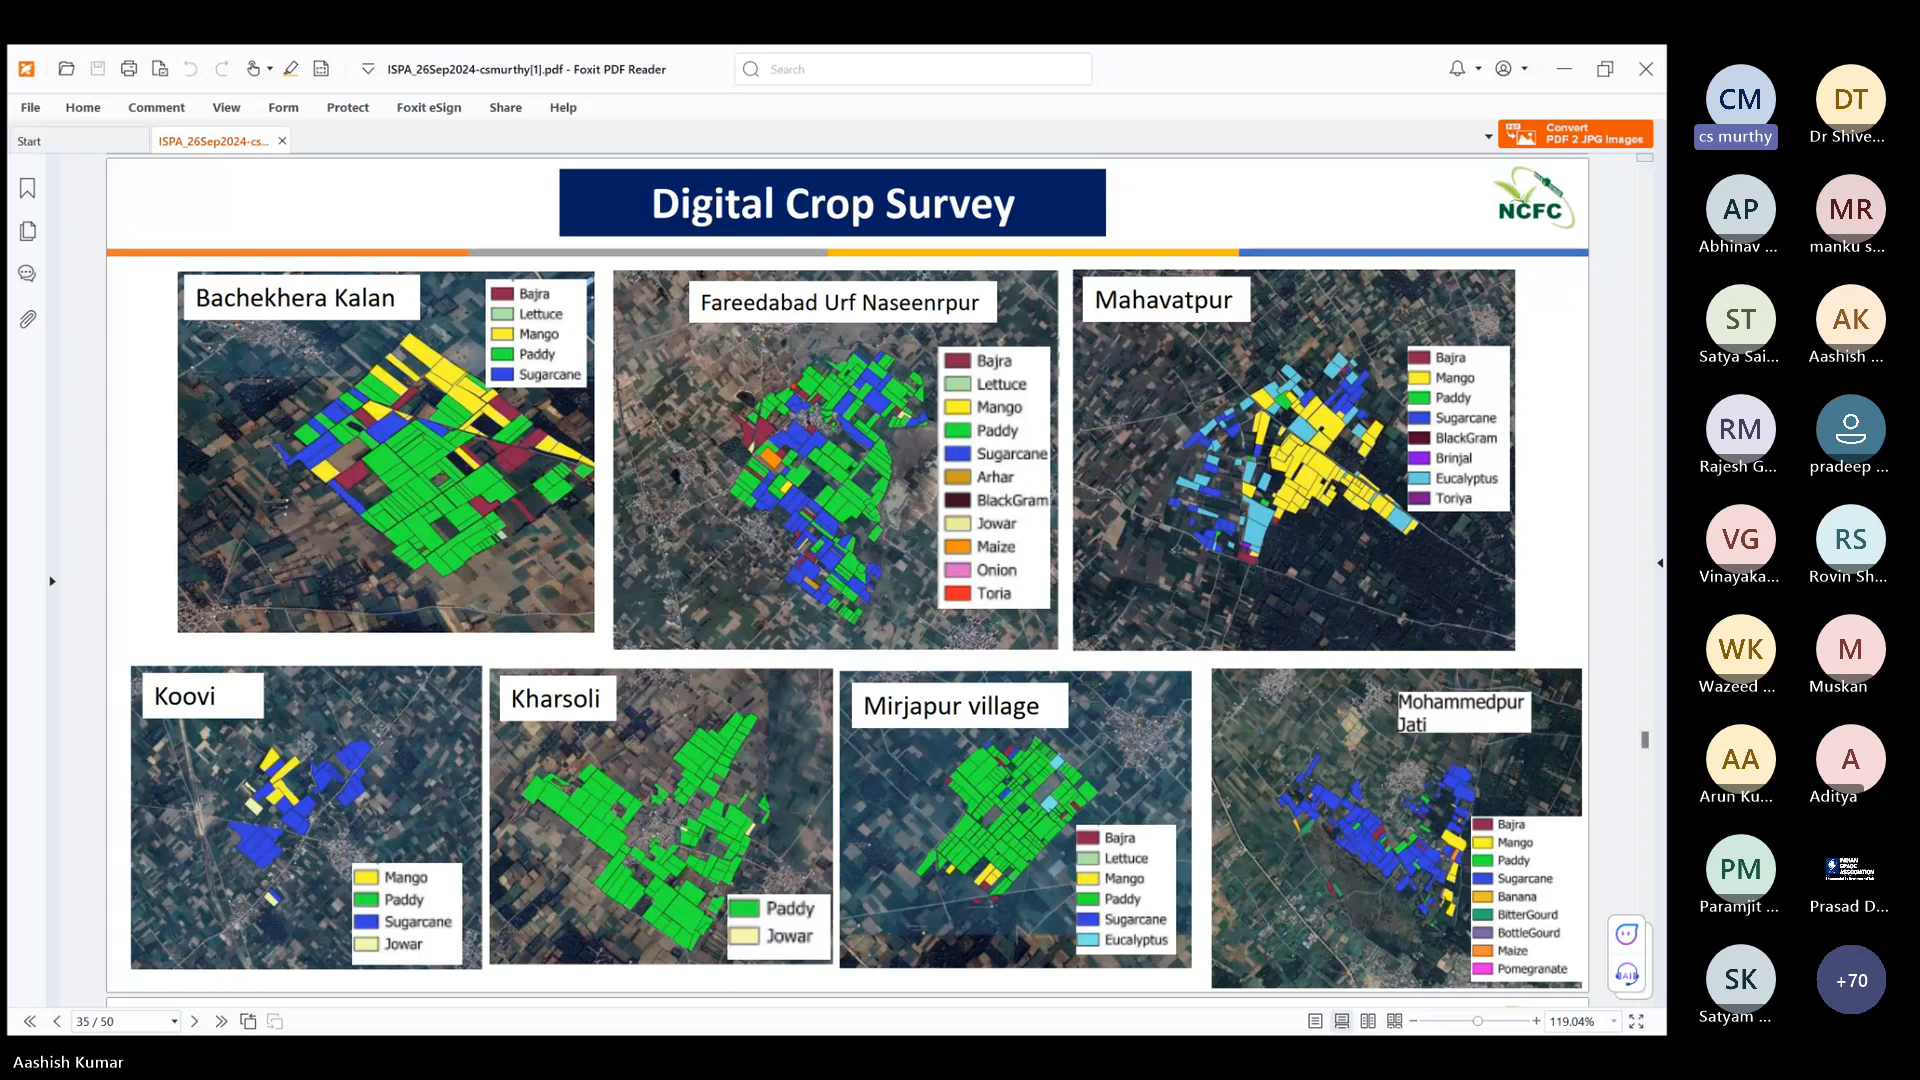 ISPA_26Sep2024-csmurthy[1].pdf - Foxit PDF Reader
Search
File Home Comment View Form Protect Foxit eSign Share Help
Start
ISPA_26Sep2024-cs...
Convert
PDF 2 JPG Images
Digital Crop Survey
NCFC
Bachekhera Kalan
Bajra
Lettuce
Mango
Paddy
Sugarcane
Fareedabad Urf Naseenrpur
Bajra
Lettuce
Mango
Paddy
Sugarcane
Arhar
BlackGram
Jowar
Maize
Onion
Toria
Mahavatpur
Bajra
Mango
Paddy
Sugarcane
BlackGram
Brinjal
Eucalyptus
Toriya
Koovi
Mango
Paddy
Sugarcane
Jowar
Kharsoli
Paddy
Jowar
Mirjapur village
Bajra
Lettuce
Mango
Paddy
Sugarcane
Eucalyptus
Mohammedpur
Jati
Bajra
Mango
Paddy
Sugarcane
Banana
BitterGourd
BottleGourd
Maize
Pomegranate
AI
35 / 50
119.04%
CM
cs murthy
DT
Dr Shive...
AP
Abhinav ...
MR
manku s...
ST
Satya Sai...
AK
Aashish ...
RM
Rajesh G...
pradeep ...
VG
Vinayaka...
RS
Rovin Sh...
WK
Wazeed ...
M
Muskan
AA
Arun Ku...
A
Aditya
PM
Paramjit ...
INDIAN
SPACE
ASSOCIATION
Prasad D...
SK
Satyam ...
+70
Aashish Kumar